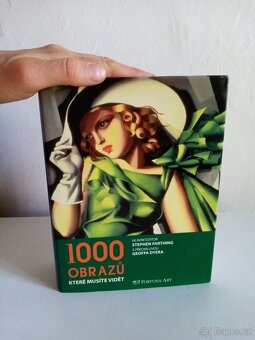 1000
OBRAZŮ
KTERÉ MUSÍTE VIDĚT
HLAVNÍ EDITOR
STEPHEN FARTHING
S PŘEDMLUVOU
GEOFFA DYERA
FORTUNA ART